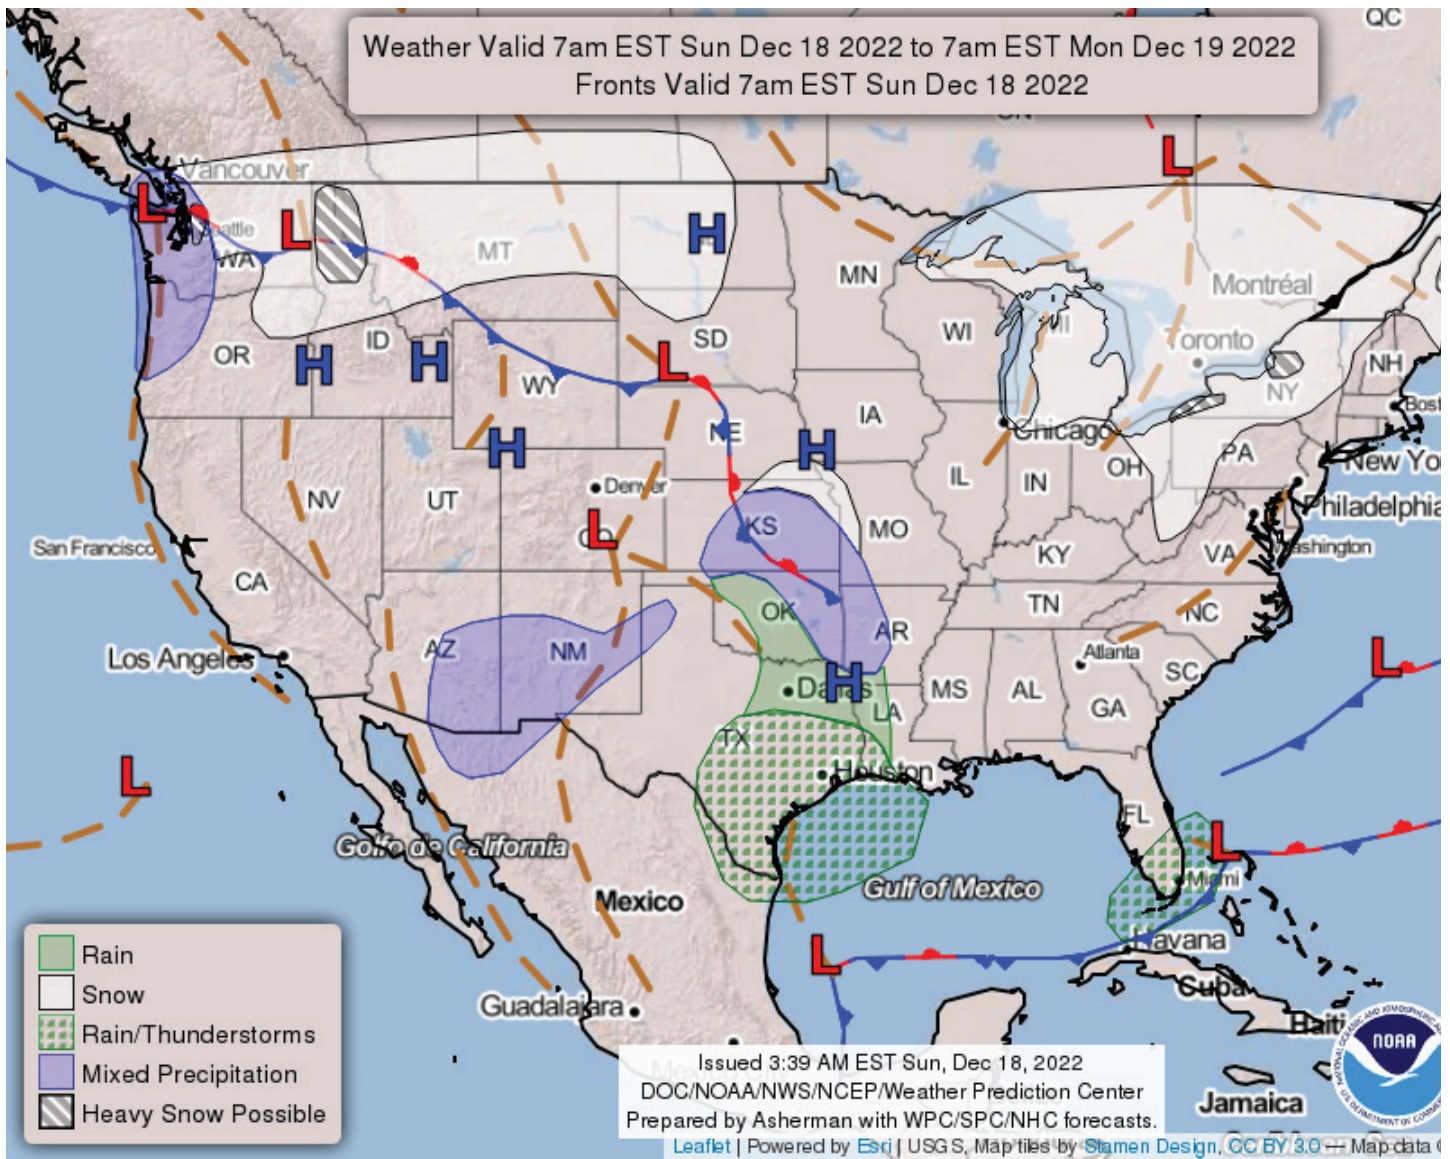 QC
Weather Valid 7am EST Sun Dec 18 2022 to 7am EST Mon Dec 19 2022
Fronts Valid 7am EST Sun Dec 18 2022
L
Vancouver
L
L
Seattle
H
WA
MT
MN
Montréal
WI
MI
Toronto
OR
ID
H
H
L
SD
WY
NH
NY
IA
Bost
Chicago
NE
H
H
New Yo
PA
OH
IL
IN
NV
UT
Denver
Philadelphia
KS
MO
L
San Francisco
CO
KY
VA
Washington
CA
OK
TN
NC
AZ
NM
AR
Los Angeles
L
Atlanta
SC
Dallas
H
MS
AL
GA
LA
TX
L
Houston
FL
Golfo de California
L
Miami
Gulf of Mexico
Mexico
Havana
L
Cuba
Guadalajara
Haiti
Rain
Snow
Rain/Thunderstorms
Mixed Precipitation
Heavy Snow Possible
NOAA
Issued 3:39 AM EST Sun, Dec 18, 2022
DOC/NOAA/NWS/NCEP/Weather Prediction Center
Prepared by Asherman with WPC/SPC/NHC forecasts.
Jamaica
Leaflet | Powered by Esri | USGS, Map tiles by Stamen Design, CC BY 3.0 — Map data ©